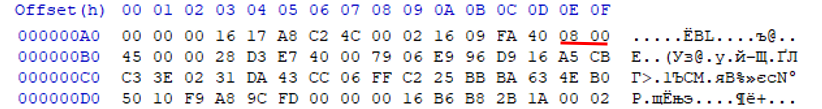 Offset(h) 00 01 02 03 04 05 06 07 08 09 0A 0B 0C 0D 0E 0F
000000A0 00 00 00 16 17 A8 C2 4C 00 02 16 09 FA 40 08 00 .....ЁВL....ъ@..
000000B0 45 00 00 28 D3 E7 40 00 79 06 E9 96 D9 16 A5 CB E..(Уз@.y.й–Щ.ҐЛ
000000C0 C3 3E 02 31 DA 43 CC 06 FF C2 25 BB BA 63 4E B0 Г>.1ЪCМ.яВ%»єcN°
000000D0 50 10 F9 A8 9C FD 00 00 00 16 B6 B8 2B 1A 00 02 P.щЁњэ....¶ё+...